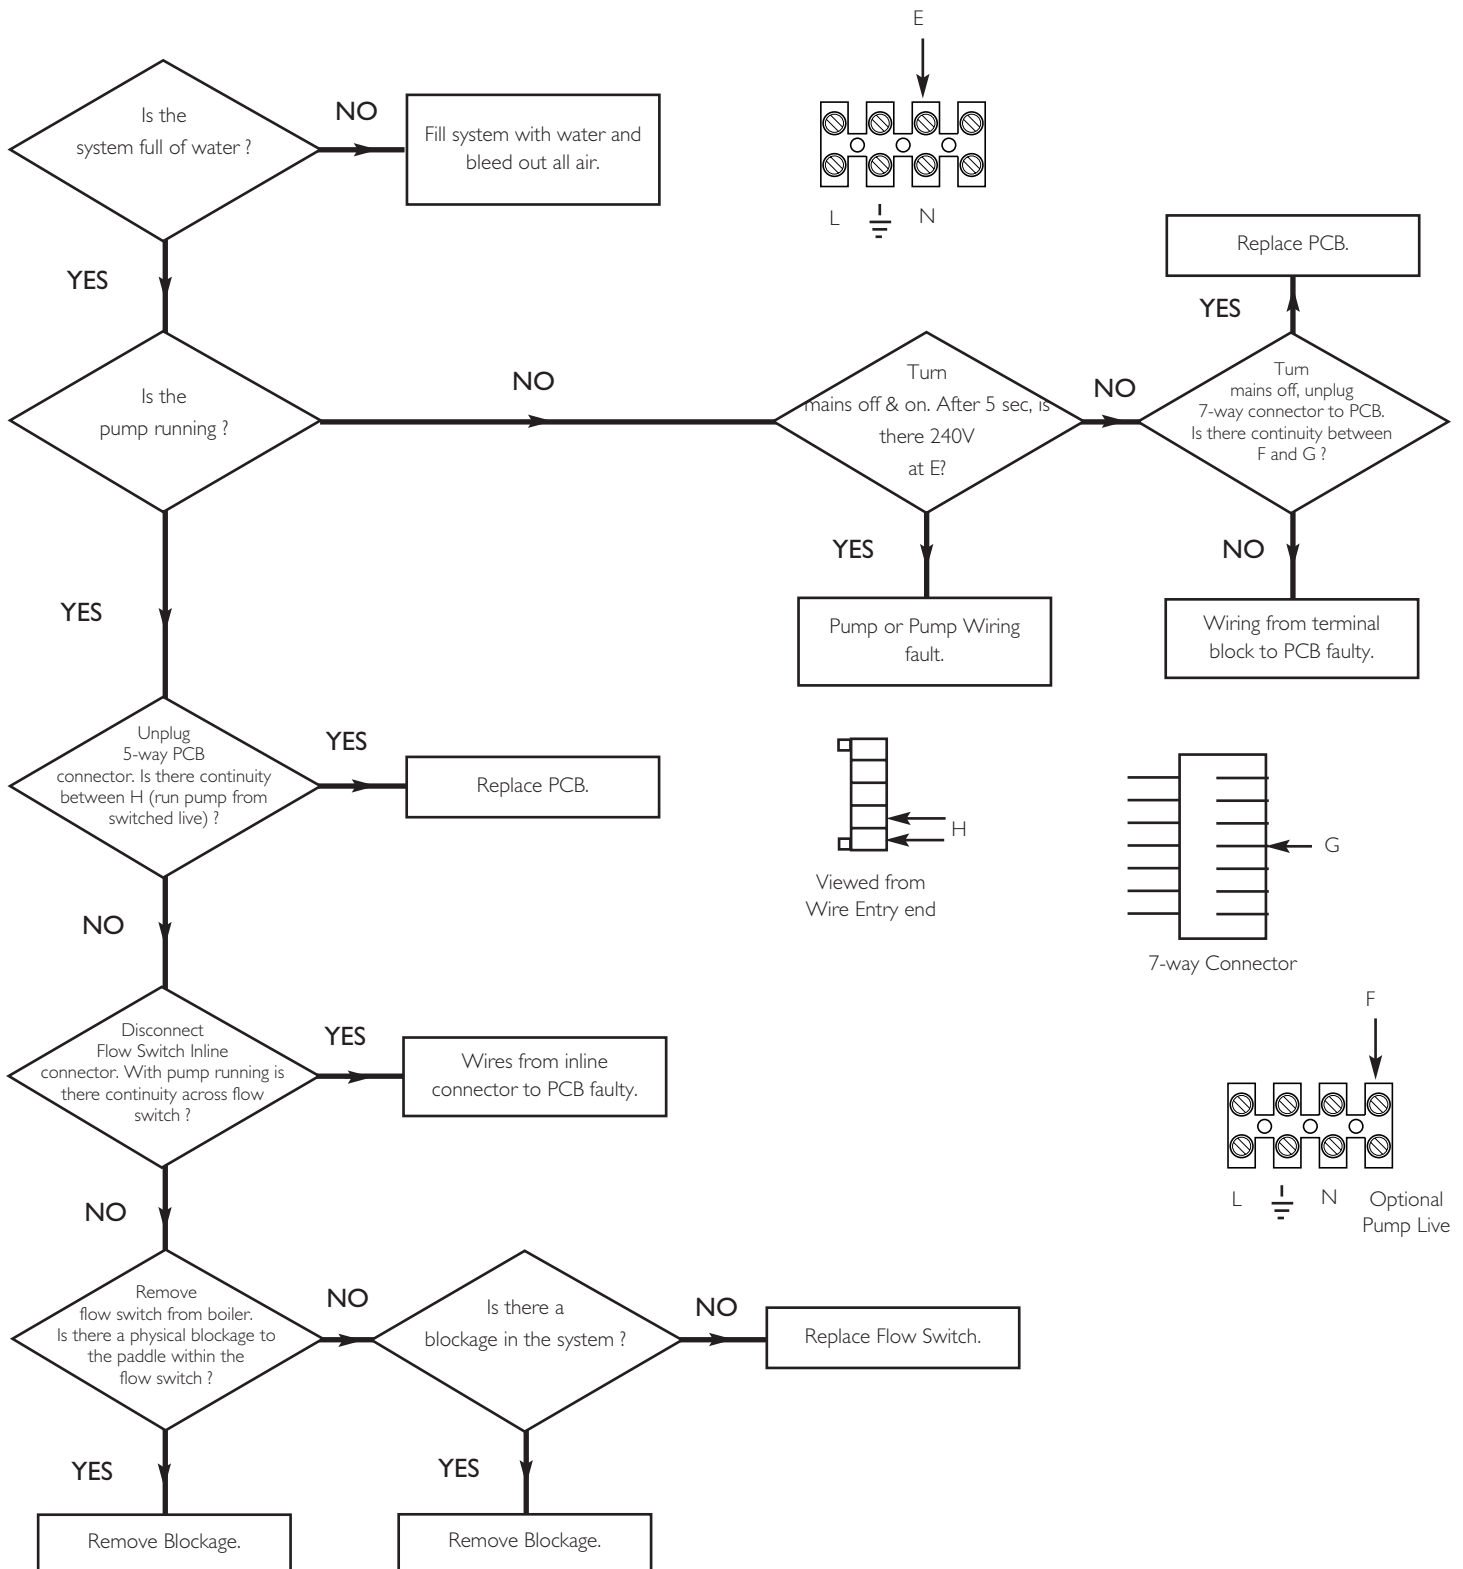 E
Is the
system full of water ?
NO
Fill system with water and
bleed out all air.
L
N
YES
Replace PCB.
YES
Is the
pump running ?
NO
Turn
mains off & on. After 5 sec, is
there 240V
at E?
NO
Turn
mains off, unplug
7-way connector to PCB.
Is there continuity between
F and G ?
YES
NO
YES
Pump or Pump Wiring
fault.
Wiring from terminal
block to PCB faulty.
Unplug
5-way PCB
connector. Is there continuity
between H (run pump from
switched live) ?
YES
Replace PCB.
H
Viewed from
Wire Entry end
G
7-way Connector
NO
Disconnect
Flow Switch Inline
connector. With pump running is
there continuity across flow
switch ?
YES
Wires from inline
connector to PCB faulty.
F
L
N
Optional
Pump Live
NO
Remove
flow switch from boiler.
Is there a physical blockage to
the paddle within the
flow switch ?
NO
Is there a
blockage in the system ?
NO
Replace Flow Switch.
YES
YES
Remove Blockage.
Remove Blockage.